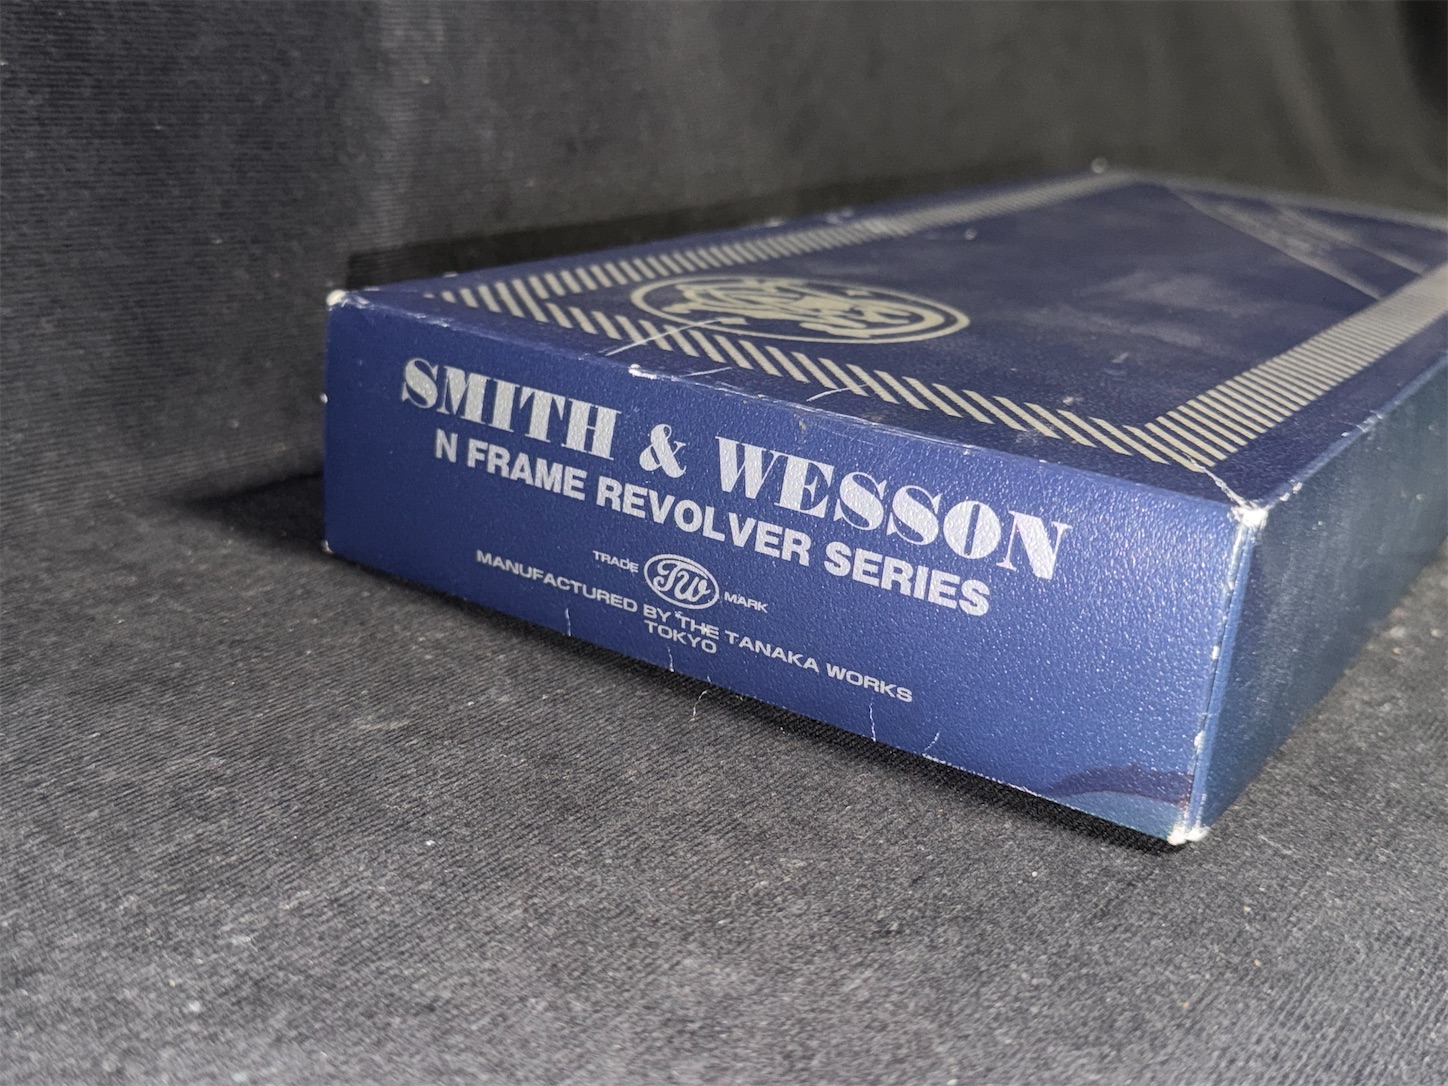 SMITH & WESSON
N FRAME REVOLVER SERIES
TRADE TW MARK
MANUFACTURED BY THE TANAKA WORKS
TOKYO